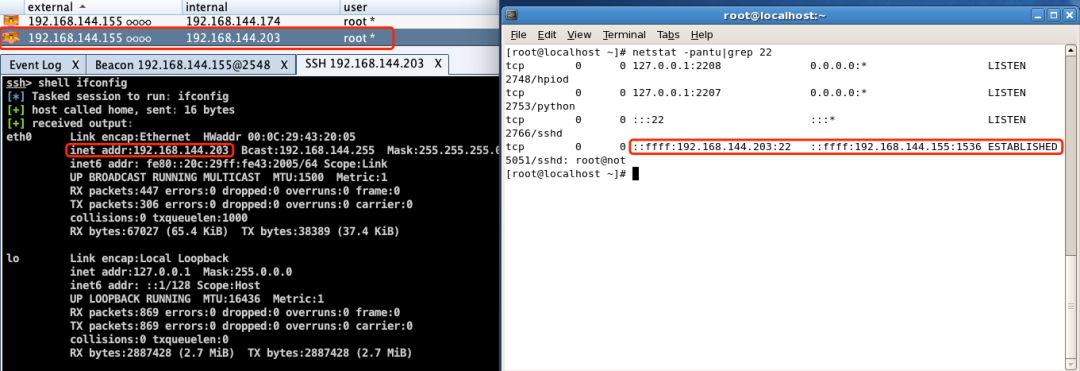 external internal user
192.168.144.155 oooo 192.168.144.174 root *
192.168.144.155 oooo 192.168.144.203 root *
Event Log X Beacon 192.168.144.155@2548 X SSH 192.168.144.203 X
ssh> shell ifconfig
[*] Tasked session to run: ifconfig
[+] host called home, sent: 16 bytes
[+] received output:
eth0 Link encap:Ethernet HWaddr 00:0C:29:43:20:05
inet addr:192.168.144.203 Bcast:192.168.144.255 Mask:255.255.255.0
inet6 addr: fe80::20c:29ff:fe43:2005/64 Scope:Link
UP BROADCAST RUNNING MULTICAST MTU:1500 Metric:1
RX packets:447 errors:0 dropped:0 overruns:0 frame:0
TX packets:306 errors:0 dropped:0 overruns:0 carrier:0
collisions:0 txqueuelen:1000
RX bytes:67027 (65.4 KiB) TX bytes:38389 (37.4 KiB)
lo Link encap:Local Loopback
inet addr:127.0.0.1 Mask:255.0.0.0
inet6 addr: ::1/128 Scope:Host
UP LOOPBACK RUNNING MTU:16436 Metric:1
RX packets:869 errors:0 dropped:0 overruns:0 frame:0
TX packets:869 errors:0 dropped:0 overruns:0 carrier:0
collisions:0 txqueuelen:0
RX bytes:2887428 (2.7 MiB) TX bytes:2887428 (2.7 MiB)
root@localhost:~
File Edit View Terminal Tabs Help
[root@localhost ~]# netstat -pantu|grep 22
tcp 0 0 127.0.0.1:2208 0.0.0.0:* LISTEN
2748/hpiod
tcp 0 0 127.0.0.1:2207 0.0.0.0:* LISTEN
2753/python
tcp 0 0 :::22 :::* LISTEN
2766/sshd
tcp 0 0 ::ffff:192.168.144.203:22 ::ffff:192.168.144.155:1536 ESTABLISHED
5051/sshd: root@not
[root@localhost ~]#